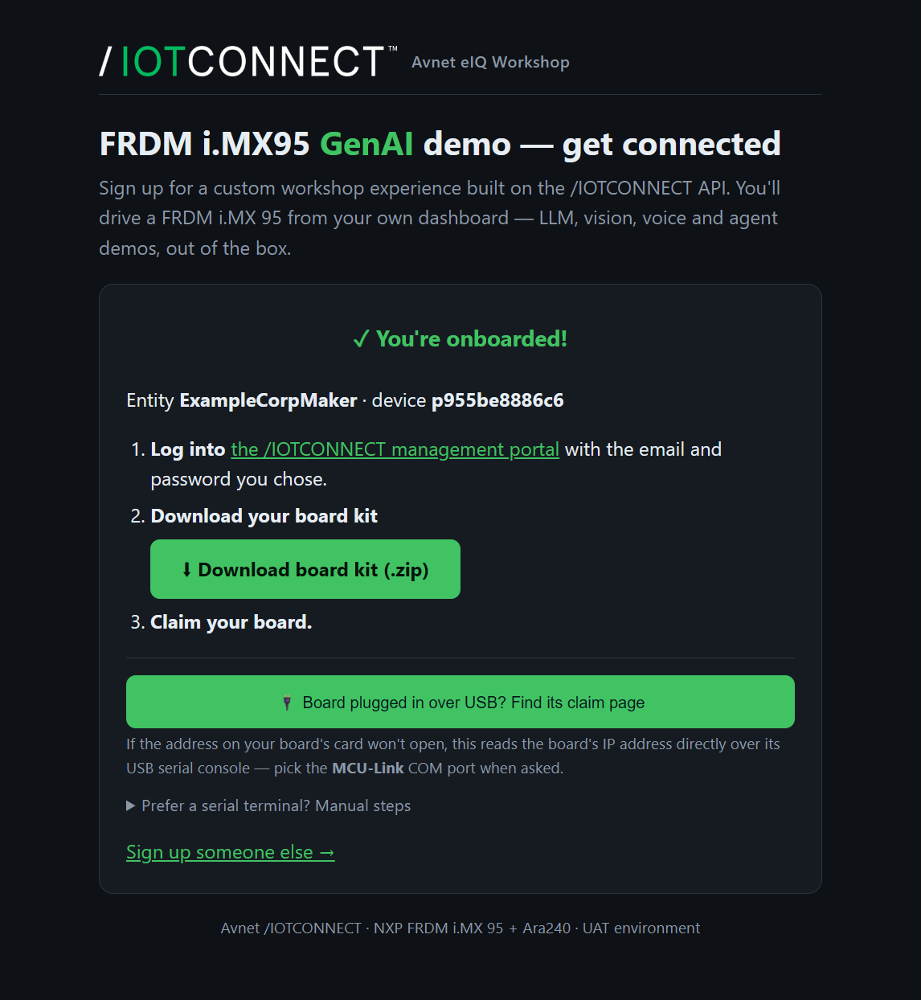 /IOTCONNECT™ Avnet eIQ Workshop
FRDM i.MX95 GenAI demo — get connected
Sign up for a custom workshop experience built on the /IOTCONNECT API. You'll
drive a FRDM i.MX 95 from your own dashboard — LLM, vision, voice and agent
demos, out of the box.
✓ You're onboarded!
Entity ExampleCorpMaker · device p955be8886c6
1. Log into the /IOTCONNECT management portal with the email and
password you chose.
2. Download your board kit
⬇ Download board kit (.zip)
3. Claim your board.
Board plugged in over USB? Find its claim page
If the address on your board's card won't open, this reads the board's IP address directly over its
USB serial console — pick the MCU-Link COM port when asked.
▶ Prefer a serial terminal? Manual steps
Sign up someone else →
Avnet /IOTCONNECT · NXP FRDM i.MX 95 + Ara240 · UAT environment